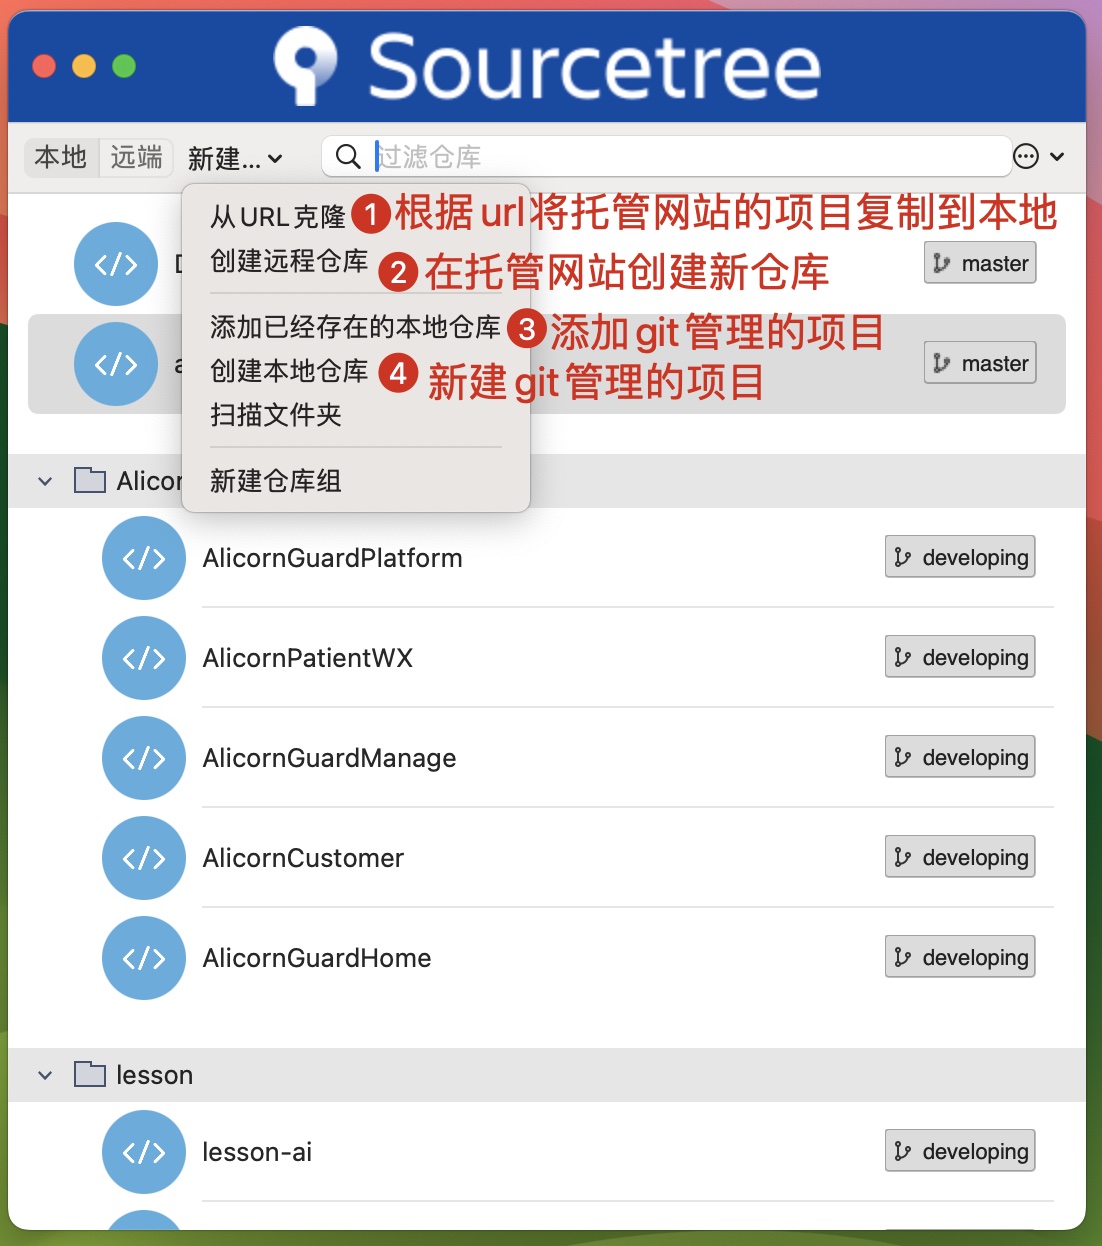 Sourcetree
本地 远端 新建... 过滤仓库
从URL克隆 1 根据url将托管网站的项目复制到本地
创建远程仓库 2 在托管网站创建新仓库
master
添加已经存在的本地仓库 3 添加git管理的项目
创建本地仓库 4 新建git管理的项目
master
扫描文件夹
新建仓库组
AlicornGuardPlatform developing
AlicornPatientWX developing
AlicornGuardManage developing
AlicornCustomer developing
AlicornGuardHome developing
lesson
lesson-ai developing